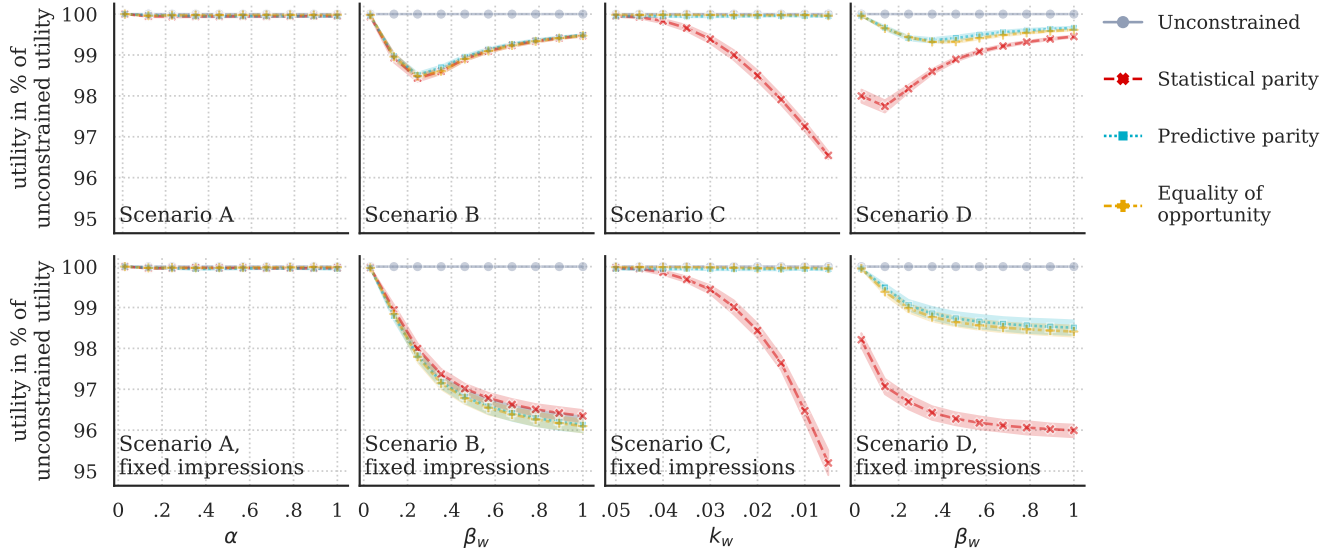 utility in % of
unconstrained utility
100
99
98
97
96
95
Scenario A
Scenario B
Scenario C
Scenario D
Unconstrained
Statistical parity
Predictive parity
Equality of
opportunity
utility in % of
unconstrained utility
100
99
98
97
96
95
Scenario A,
fixed impressions
Scenario B,
fixed impressions
Scenario C,
fixed impressions
Scenario D,
fixed impressions
0 .2 .4 .6 .8 1
0 .2 .4 .6 .8 1
.05 .04 .03 .02 .01
0 .2 .4 .6 .8 1
α
β_w
k_w
β_w